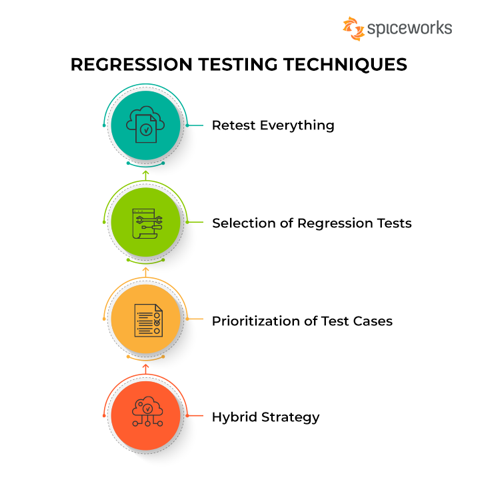 spiceworks
REGRESSION TESTING TECHNIQUES
Retest Everything
Selection of Regression Tests
Prioritization of Test Cases
Hybrid Strategy